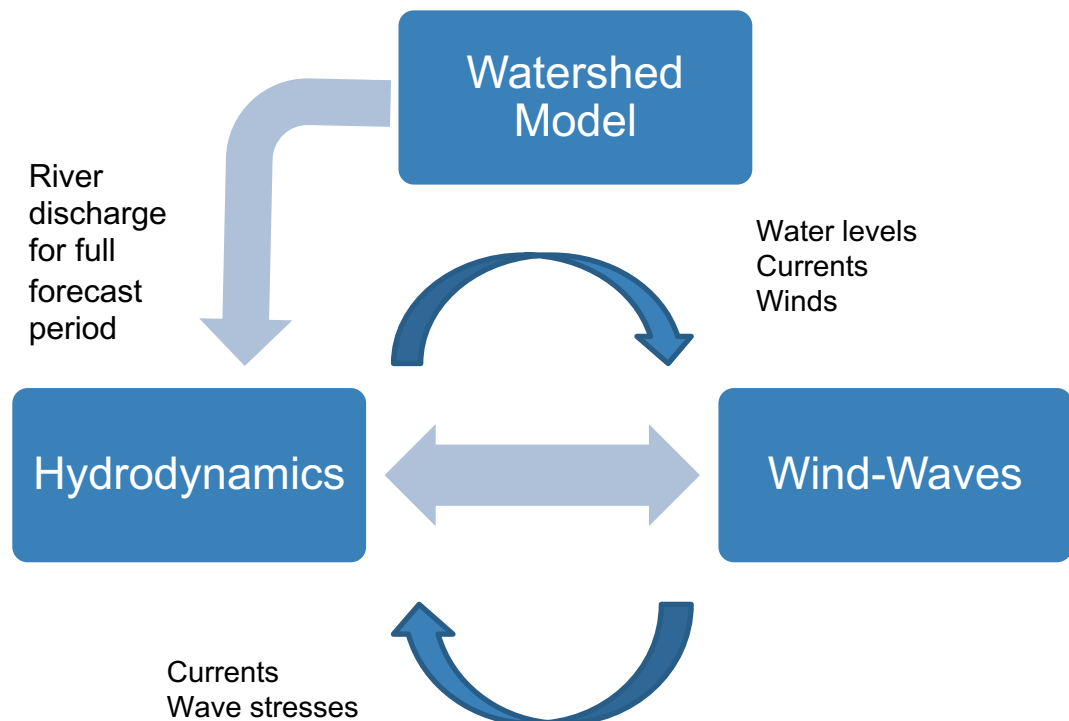 Watershed
Model
River
discharge
for full
forecast
period
Water levels
Currents
Winds
Hydrodynamics
Wind-Waves
Currents
Wave stresses